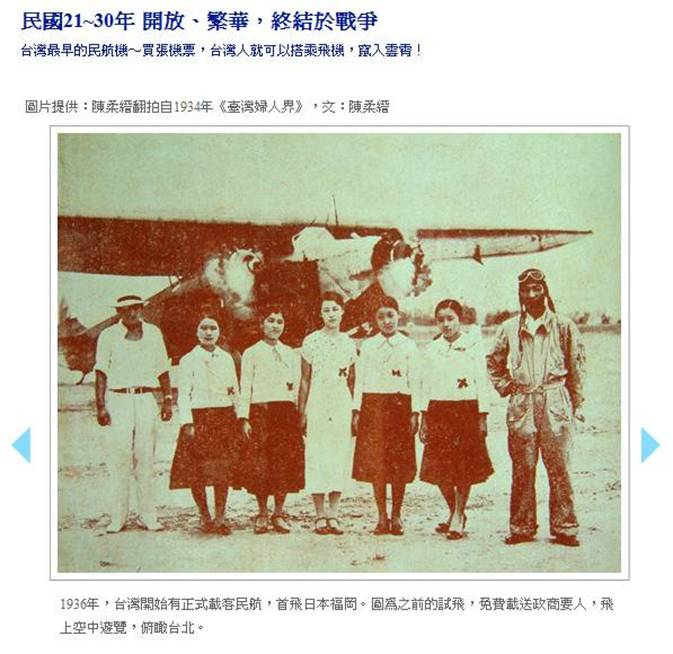 民國21~30年 開放、繁華，終結於戰爭
台灣最早的民航機～買張機票，台灣人就可以搭乘飛機，竄入雲霄！
圖片提供：陳柔縉翻拍自1934年《臺灣婦人界》，文：陳柔縉
1936年，台灣開始有正式載客民航，首飛日本福岡。圖為之前的試飛，免費載送政商要人，飛
上空中遊覽，俯瞰台北。